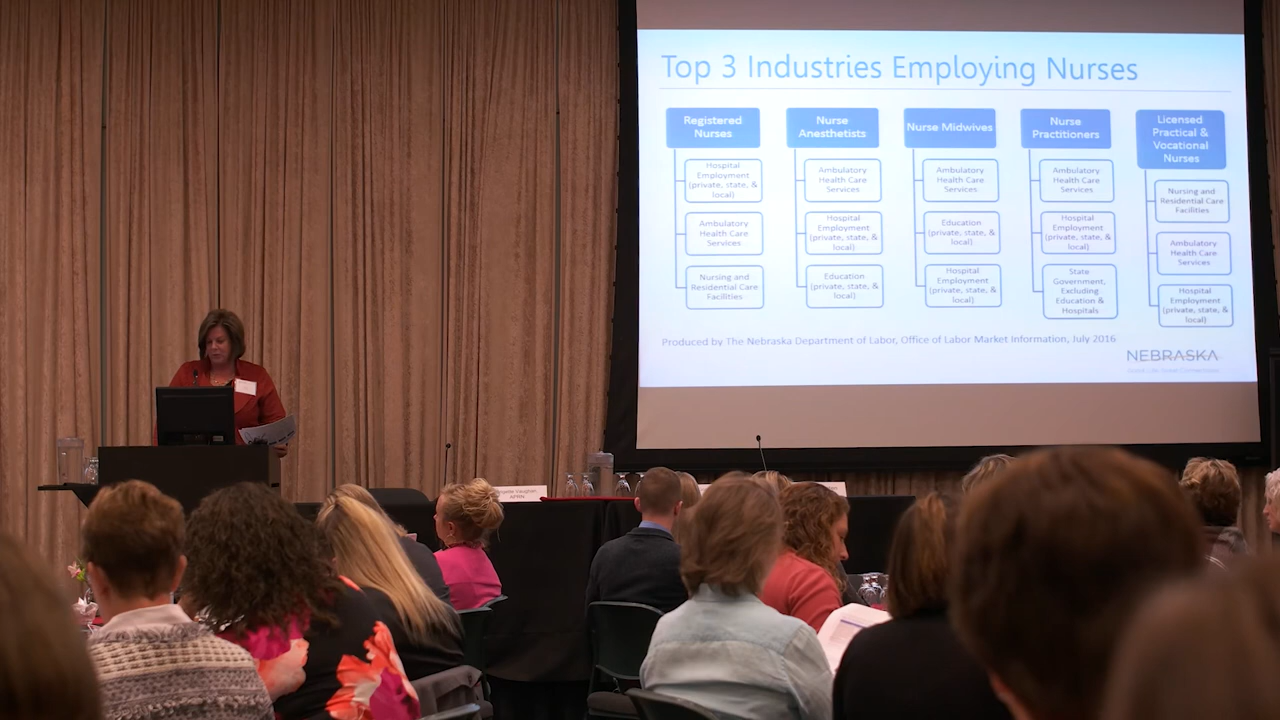 Top 3 Industries Employing Nurses
Registered
Nurses
Hospital
Employment
(private, state, &
local)
Ambulatory
Health Care
Services
Nursing and
Residential Care
Facilities
Nurse
Anesthetists
Ambulatory
Health Care
Services
Hospital
Employment
(private, state, &
local)
Education
(private, state, &
local)
Nurse Midwives
Ambulatory
Health Care
Services
Education
(private, state, &
local)
Hospital
Employment
(private, state, &
local)
Nurse
Practitioners
Ambulatory
Health Care
Services
Hospital
Employment
(private, state, &
local)
State
Government,
Excluding
Education &
Hospitals
Licensed
Practical &
Vocational
Nurses
Nursing and
Residential Care
Facilities
Ambulatory
Health Care
Services
Hospital
Employment
(private, state, &
local)
Produced by The Nebraska Department of Labor, Office of Labor Market Information, July 2016
NEBRASKA
Vaughan,
APRN